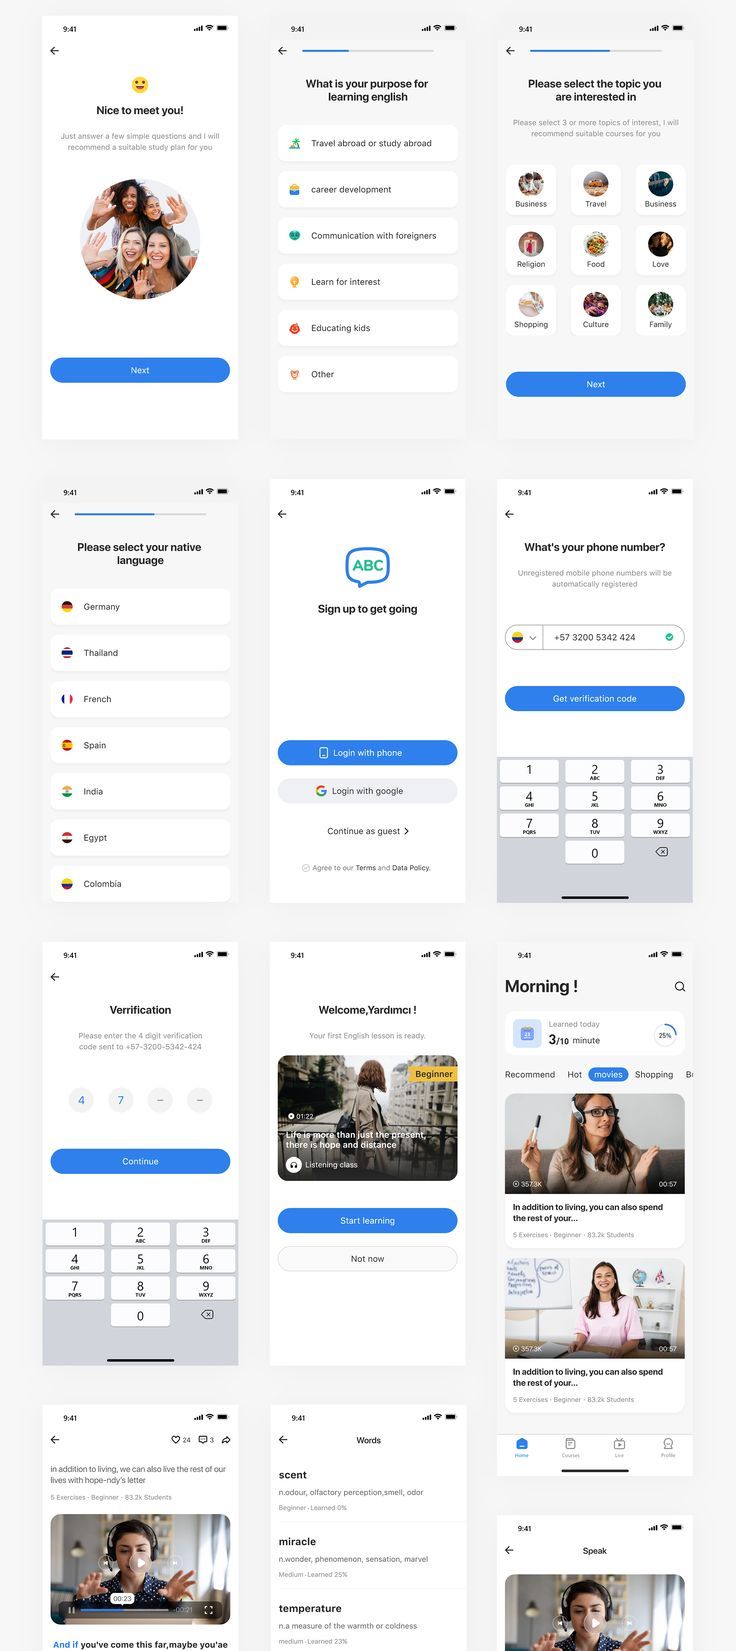 9:41
Nice to meet you!
Just answer a few simple questions and I will
recommend a suitable study plan for you
Next
9:41
What is your purpose for
learning english
Travel abroad or study abroad
career development
Communication with foreigners
Learn for interest
Educating kids
Other
9:41
Please select the topic you
are interested in
Please select 3 or more topics of interest, I will
recommend suitable courses for you
Business
Travel
Business
Religion
Food
Love
Shopping
Culture
Family
Next
9:41
Please select your native
language
Germany
Thailand
French
Spain
India
Egypt
Colombia
9:41
ABC
Sign up to get going
Login with phone
Login with google
Continue as guest
Agree to our Terms and Data Policy.
9:41
What's your phone number?
Unregistered mobile phone numbers will be
automatically registered
+57 3200 5342 424
Get verification code
1 2 3
ABC DEF
4 5 6
GHI JKL MNO
7 8 9
PQRS TUV WXYZ
0
9:41
Verrification
Please enter the 4 digit verification
code sent to +57-3200-5342-424
4 7 – –
Continue
1 2 3
ABC DEF
4 5 6
GHI JKL MNO
7 8 9
PQRS TUV WXYZ
0
9:41
Welcome,Yardımcı !
Your first English lesson is ready.
Beginner
01:22
Life is more than just the present,
there is hope and distance
Listening class
Start learning
Not now
9:41
Morning !
Learned today
3/10 minute
25%
Recommend Hot movies Shopping Bu
357.3K 00:57
In addition to living, you can also spend
the rest of your...
5 Exercises · Beginner · 83.2k Students
357.3K 00:57
In addition to living, you can also spend
the rest of your...
5 Exercises · Beginner · 83.2k Students
Home Courses Live Profile
9:41
24 3
in addition to living, we can also live the rest of our
lives with hope-ndy's letter
5 Exercises · Beginner · 83.2k Students
00:23
00:21
And if you've come this far,maybe you'ae
9:41
Words
scent
n.odour, olfactory perception,smell, odor
Beginner · Learned 0%
miracle
n.wonder, phenomenon, sensation, marvel
Medium · Learned 25%
temperature
n.a measure of the warmth or coldness
medium · Learned 23%
9:41
Speak